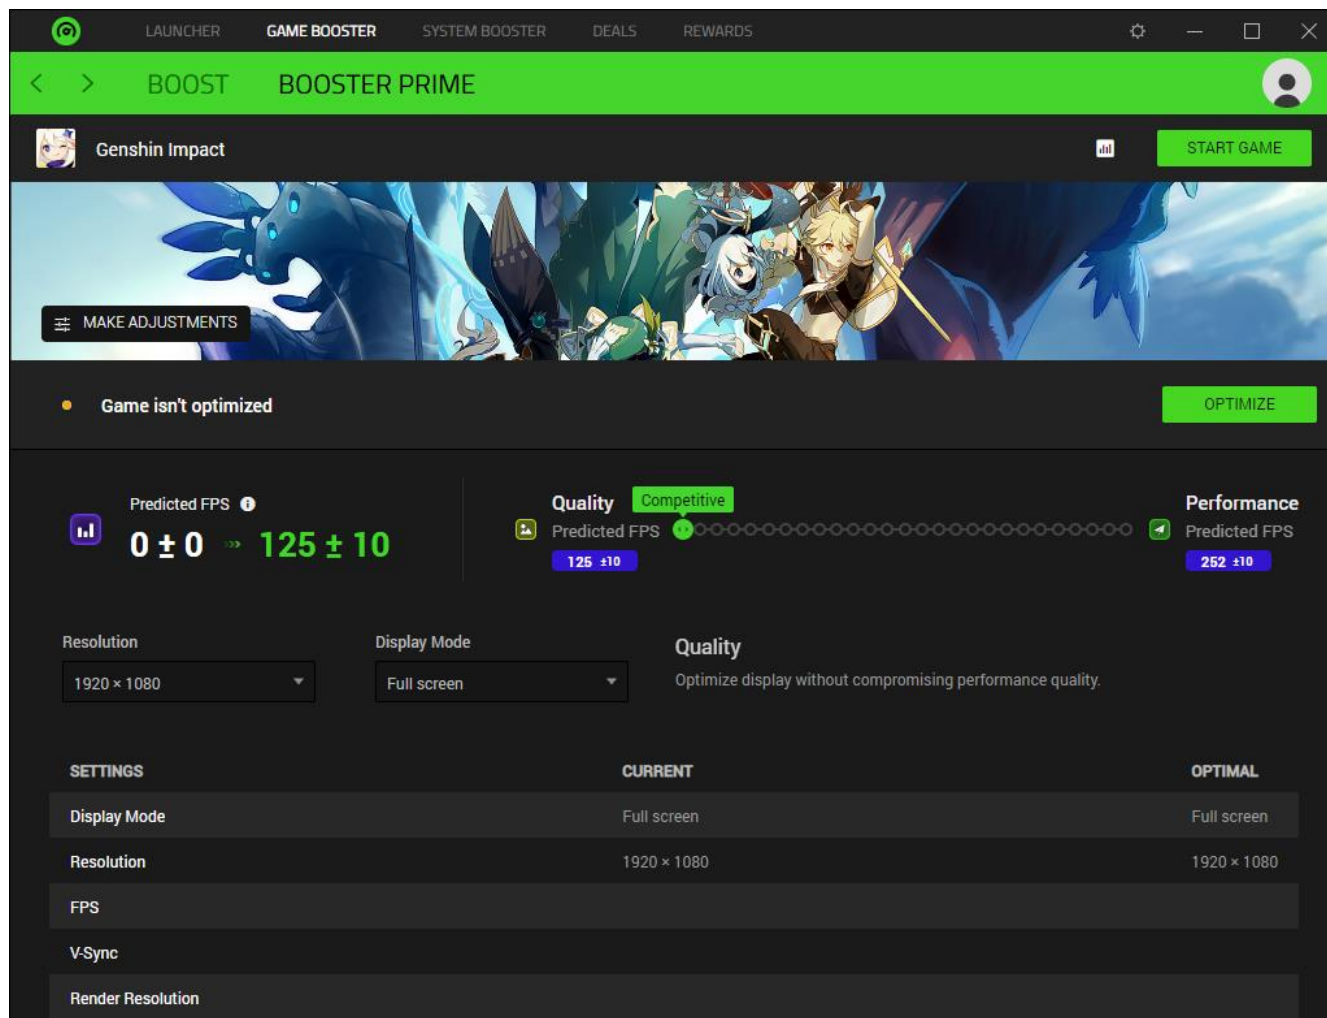 LAUNCHER GAME BOOSTER SYSTEM BOOSTER DEALS REWARDS
BOOST BOOSTER PRIME
Genshin Impact START GAME
MAKE ADJUSTMENTS
Game isn't optimized OPTIMIZE
Predicted FPS
0 ± 0 125 ± 10
Quality Competitive
Predicted FPS
125 ±10
Performance
Predicted FPS
252 ±10
Resolution Display Mode
1920 × 1080 Full screen
Quality
Optimize display without compromising performance quality.
SETTINGS CURRENT OPTIMAL
Display Mode Full screen Full screen
Resolution 1920 × 1080 1920 × 1080
FPS
V-Sync
Render Resolution